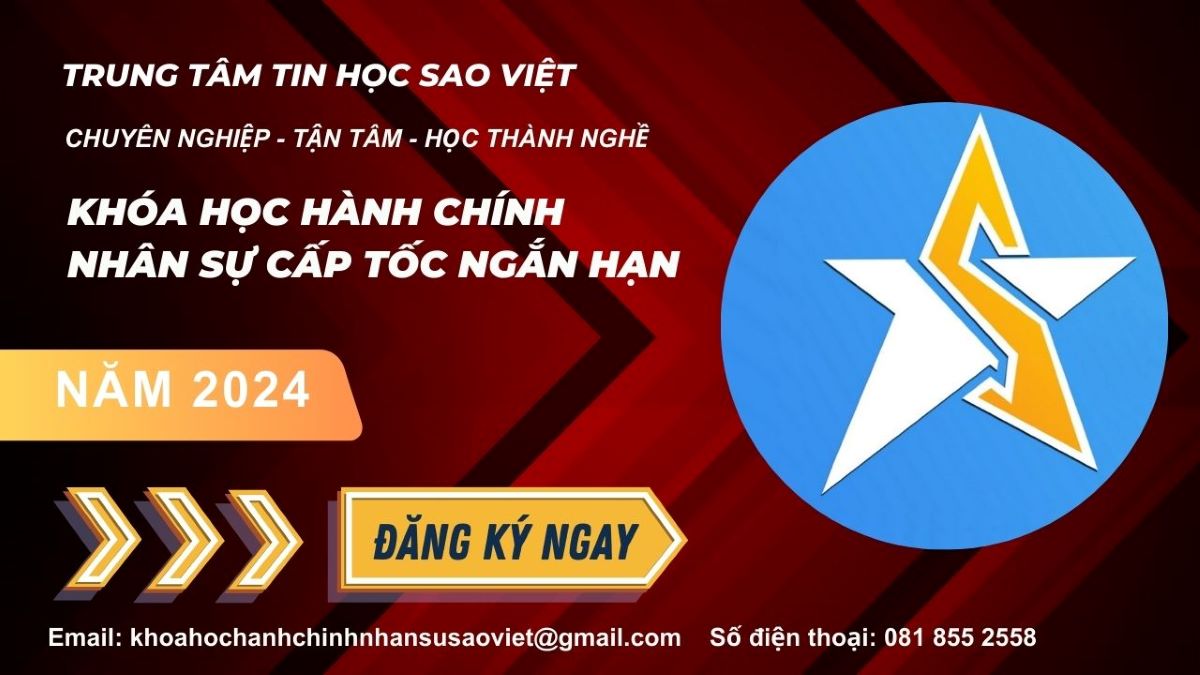 TRUNG TÂM TIN HỌC SAO VIỆT
CHUYÊN NGHIỆP - TẬN TÂM - HỌC THÀNH NGHỀ
KHÓA HỌC HÀNH CHÍNH
NHÂN SỰ CẤP TỐC NGẮN HẠN
NĂM 2024
ĐĂNG KÝ NGAY
Email: khoahochanhchinhnhansusaoviet@gmail.com Số điện thoại: 081 855 2558